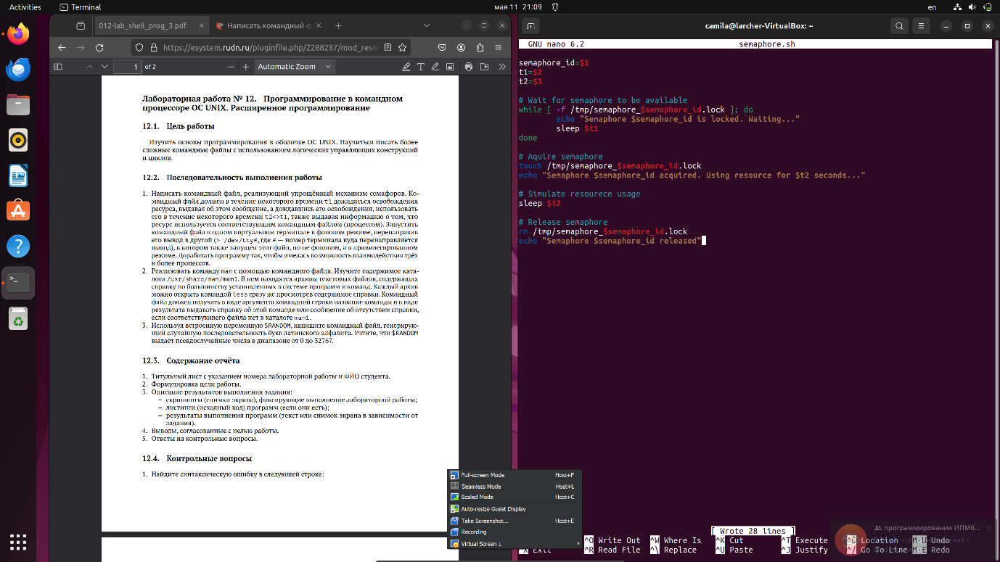 Activities
Terminal
мая 11 21:09
en
012-lab_shell_prog_3.pdf
Написать командный ф
https://esystem.rudn.ru/pluginfile.php/2288287/mod_reso
1 of 2
Automatic Zoom
Лабораторная работа № 12. Программирование в командном
процессоре ОС UNIX. Расширенное программирование
12.1. Цель работы
Изучить основы программирования в оболочке ОС UNIX. Научиться писать более
сложные командные файлы с использованием логических управляющих конструкций
и циклов.
12.2. Последовательность выполнения работы
1. Написать командный файл, реализующий упрощённый механизм семафоров. Ко-
мандный файл должен в течение некоторого времени t1 дожидаться освобождения
ресурса, выдавая об этом сообщение, а дождавшись его освобождения, использовать
его в течение некоторого времени t2<>t1, также выдавая информацию о том, что
ресурс используется соответствующим командным файлом (процессом). Запустить
командный файл в одном виртуальном терминале в фоновом режиме, перенаправив
его вывод в другой (> /dev/tty#, где # — номер терминала куда перенаправляется
вывод), в котором также запущен этот файл, но не фоновом, а в привилегированном
режиме. Доработать программу так, чтобы имелась возможность взаимодействия трёх
и более процессов.
2. Реализовать команду man с помощью командного файла. Изучите содержимое ката-
лога /usr/share/man/man1. В нем находятся архивы текстовых файлов, содержащих
справку по большинству установленных в системе программ и команд. Каждый архив
можно открыть командой less сразу же просмотрев содержимое справки. Командный
файл должен получать в виде аргумента командной строки название команды и в виде
результата выдавать справку об этой команде или сообщение об отсутствии справки,
если соответствующего файла нет в каталоге man1.
3. Используя встроенную переменную $RANDOM, напишите командный файл, генерирую-
щий случайную последовательность букв латинского алфавита. Учтите, что $RANDOM
выдаёт псевдослучайные числа в диапазоне от 0 до 32767.
12.3. Содержание отчёта
1. Титульный лист с указанием номера лабораторной работы и ФИО студента.
2. Формулировка цели работы.
3. Описание результатов выполнения задания:
– скриншоты (снимки экрана), фиксирующие выполнение лабораторной работы;
– листинги (исходный код) программ (если они есть);
– результаты выполнения программ (текст или снимок экрана в зависимости от
задания).
4. Выводы, согласованные с целью работы.
5. Ответы на контрольные вопросы.
12.4. Контрольные вопросы
1. Найдите синтаксическую ошибку в следующей строке:
Full-screen Mode Host+F
Seamless Mode Host+L
Scaled Mode Host+C
Auto-resize Guest Display
Take Screenshot... Host+E
Recording
Virtual Screen 1
camila@larcher-VirtualBox: ~
GNU nano 6.2 semaphore.sh
semaphore_id=$1
t1=$2
t2=$3
# Wait for semaphore to be available
while [ -f /tmp/semaphore_$semaphore_id.lock ]; do
echo "Semaphore $semaphore_id is locked. Waiting..."
sleep $t1
done
# Aquire semaphore
touch /tmp/semaphore_$semaphore_id.lock
echo "Semaphore $semaphore_id acquired. Using resource for $t2 seconds..."
# Simulate resourece usage
sleep $t2
# Release semaphore
rm /tmp/semaphore_$semaphore_id.lock
echo "Semaphore $semaphore_id released"
[ Wrote 28 lines ]
^O Write Out ^W Where Is ^K Cut ^T Execute ^C Location M-U Undo
^X Exit ^R Read File ^\ Replace ^U Paste ^J Justify ^/ Go To Line M-E Redo
программирование ИПМб...